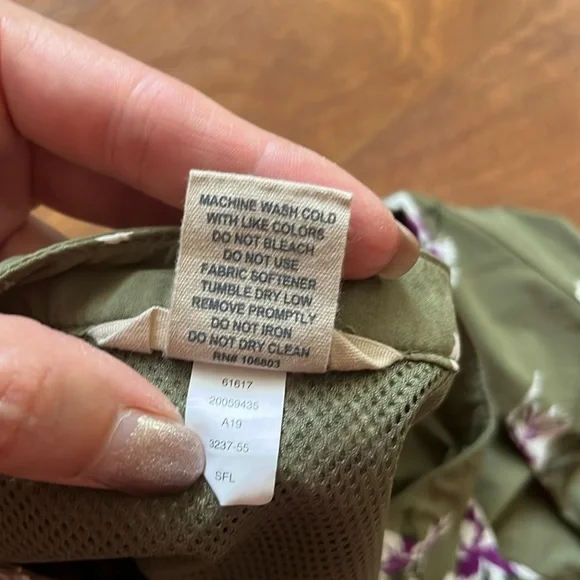 MACHINE WASH COLD
WITH LIKE COLORS
DO NOT BLEACH
DO NOT USE
FABRIC SOFTENER
TUMBLE DRY LOW
REMOVE PROMPTLY
DO NOT IRON
DO NOT DRY CLEAN
RN# 106803
61617
20059435
A19
3237-55
SFL